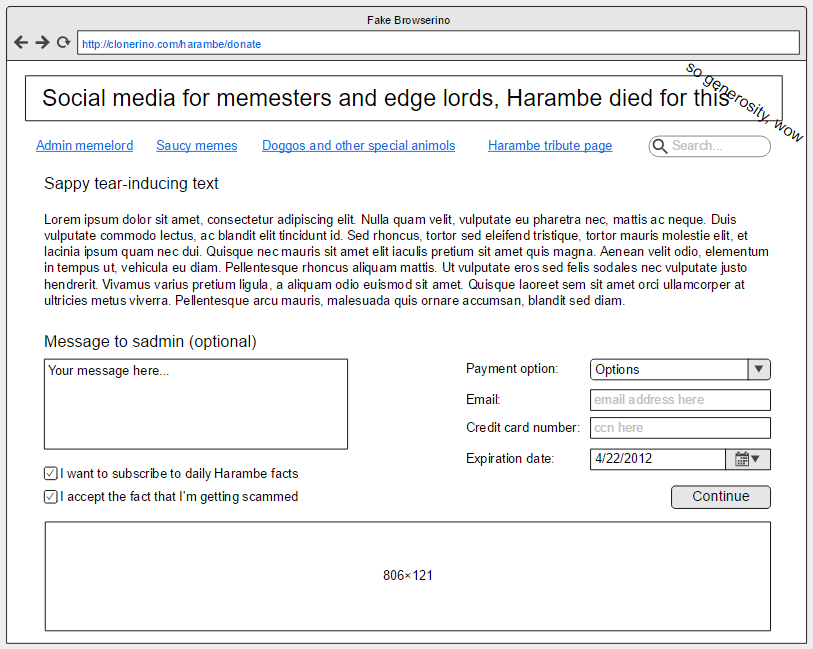 Fake Browserino
http://clonerino.com/harambe/donate
so generosity, wow
Social media for memesters and edge lords, Harambe died for this
Admin memelord Saucy memes Doggos and other special animols Harambe tribute page Search...
Sappy tear-inducing text
Lorem ipsum dolor sit amet, consectetur adipiscing elit. Nulla quam velit, vulputate eu pharetra nec, mattis ac neque. Duis
vulputate commodo lectus, ac blandit elit tincidunt id. Sed rhoncus, tortor sed eleifend tristique, tortor mauris molestie elit, et
lacinia ipsum quam nec dui. Quisque nec mauris sit amet elit iaculis pretium sit amet quis magna. Aenean velit odio, elementum
in tempus ut, vehicula eu diam. Pellentesque rhoncus aliquam mattis. Ut vulputate eros sed felis sodales nec vulputate justo
hendrerit. Vivamus varius pretium ligula, a aliquam odio euismod sit amet. Quisque laoreet sem sit amet orci ullamcorper at
ultricies metus viverra. Pellentesque arcu mauris, malesuada quis ornare accumsan, blandit sed diam.
Message to sadmin (optional)
Your message here...
Payment option: Options
Email: email address here
Credit card number: ccn here
Expiration date: 4/22/2012
I want to subscribe to daily Harambe facts
I accept the fact that I'm getting scammed
Continue
806×121